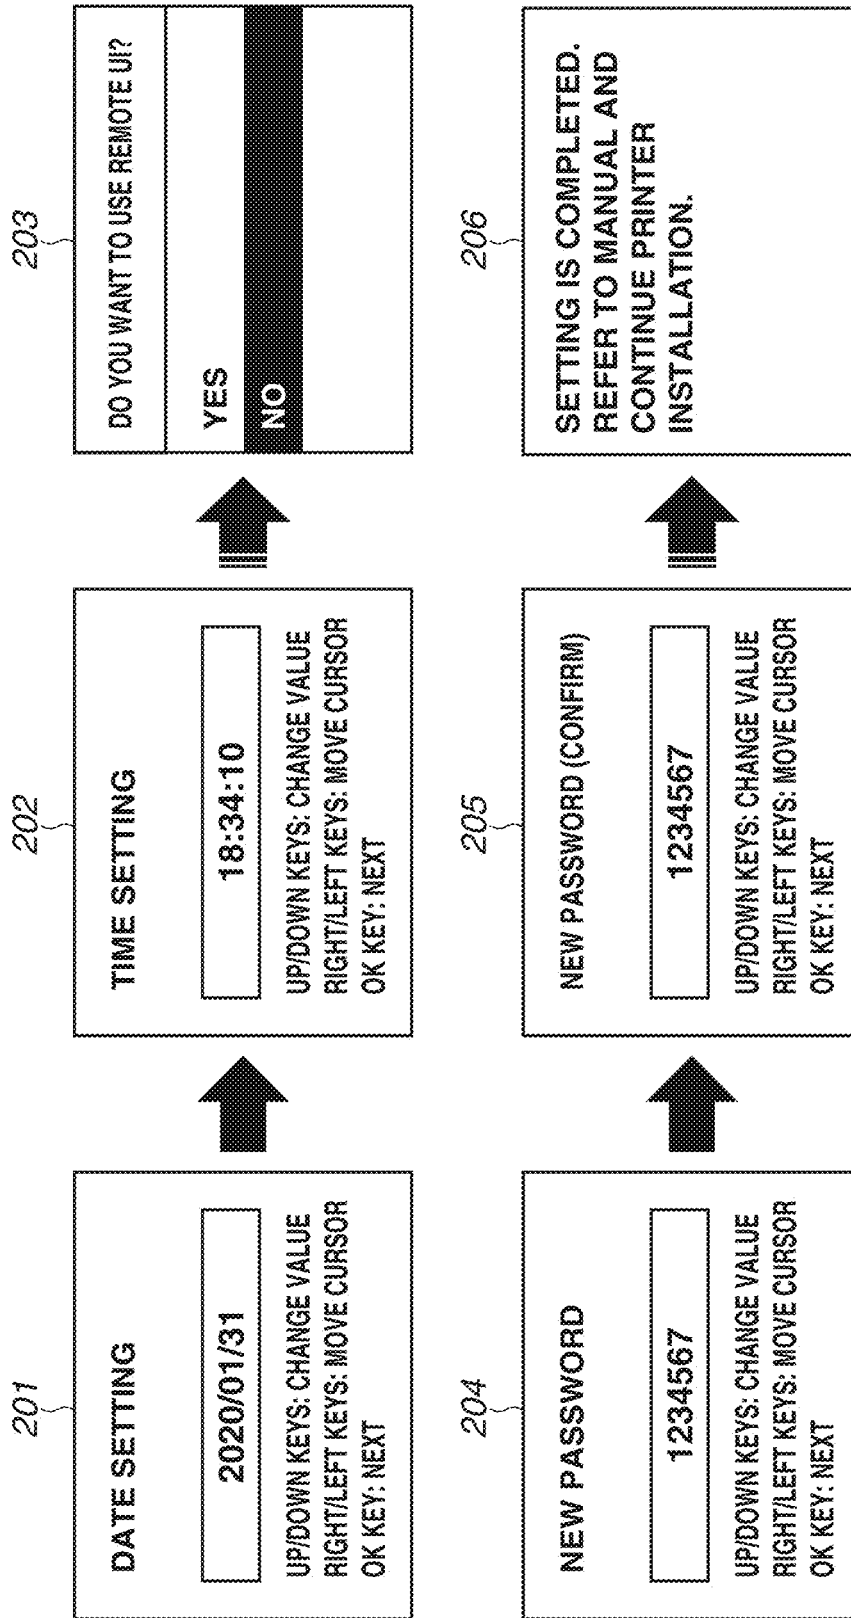 201
DATE SETTING
2020/01/31
UP/DOWN KEYS: CHANGE VALUE
RIGHT/LEFT KEYS: MOVE CURSOR
OK KEY: NEXT
202
TIME SETTING
18:34:10
UP/DOWN KEYS: CHANGE VALUE
RIGHT/LEFT KEYS: MOVE CURSOR
OK KEY: NEXT
203
DO YOU WANT TO USE REMOTE UI?
YES
NO
204
NEW PASSWORD
1234567
UP/DOWN KEYS: CHANGE VALUE
RIGHT/LEFT KEYS: MOVE CURSOR
OK KEY: NEXT
205
NEW PASSWORD (CONFIRM)
1234567
UP/DOWN KEYS: CHANGE VALUE
RIGHT/LEFT KEYS: MOVE CURSOR
OK KEY: NEXT
206
SETTING IS COMPLETED.
REFER TO MANUAL AND
CONTINUE PRINTER
INSTALLATION.